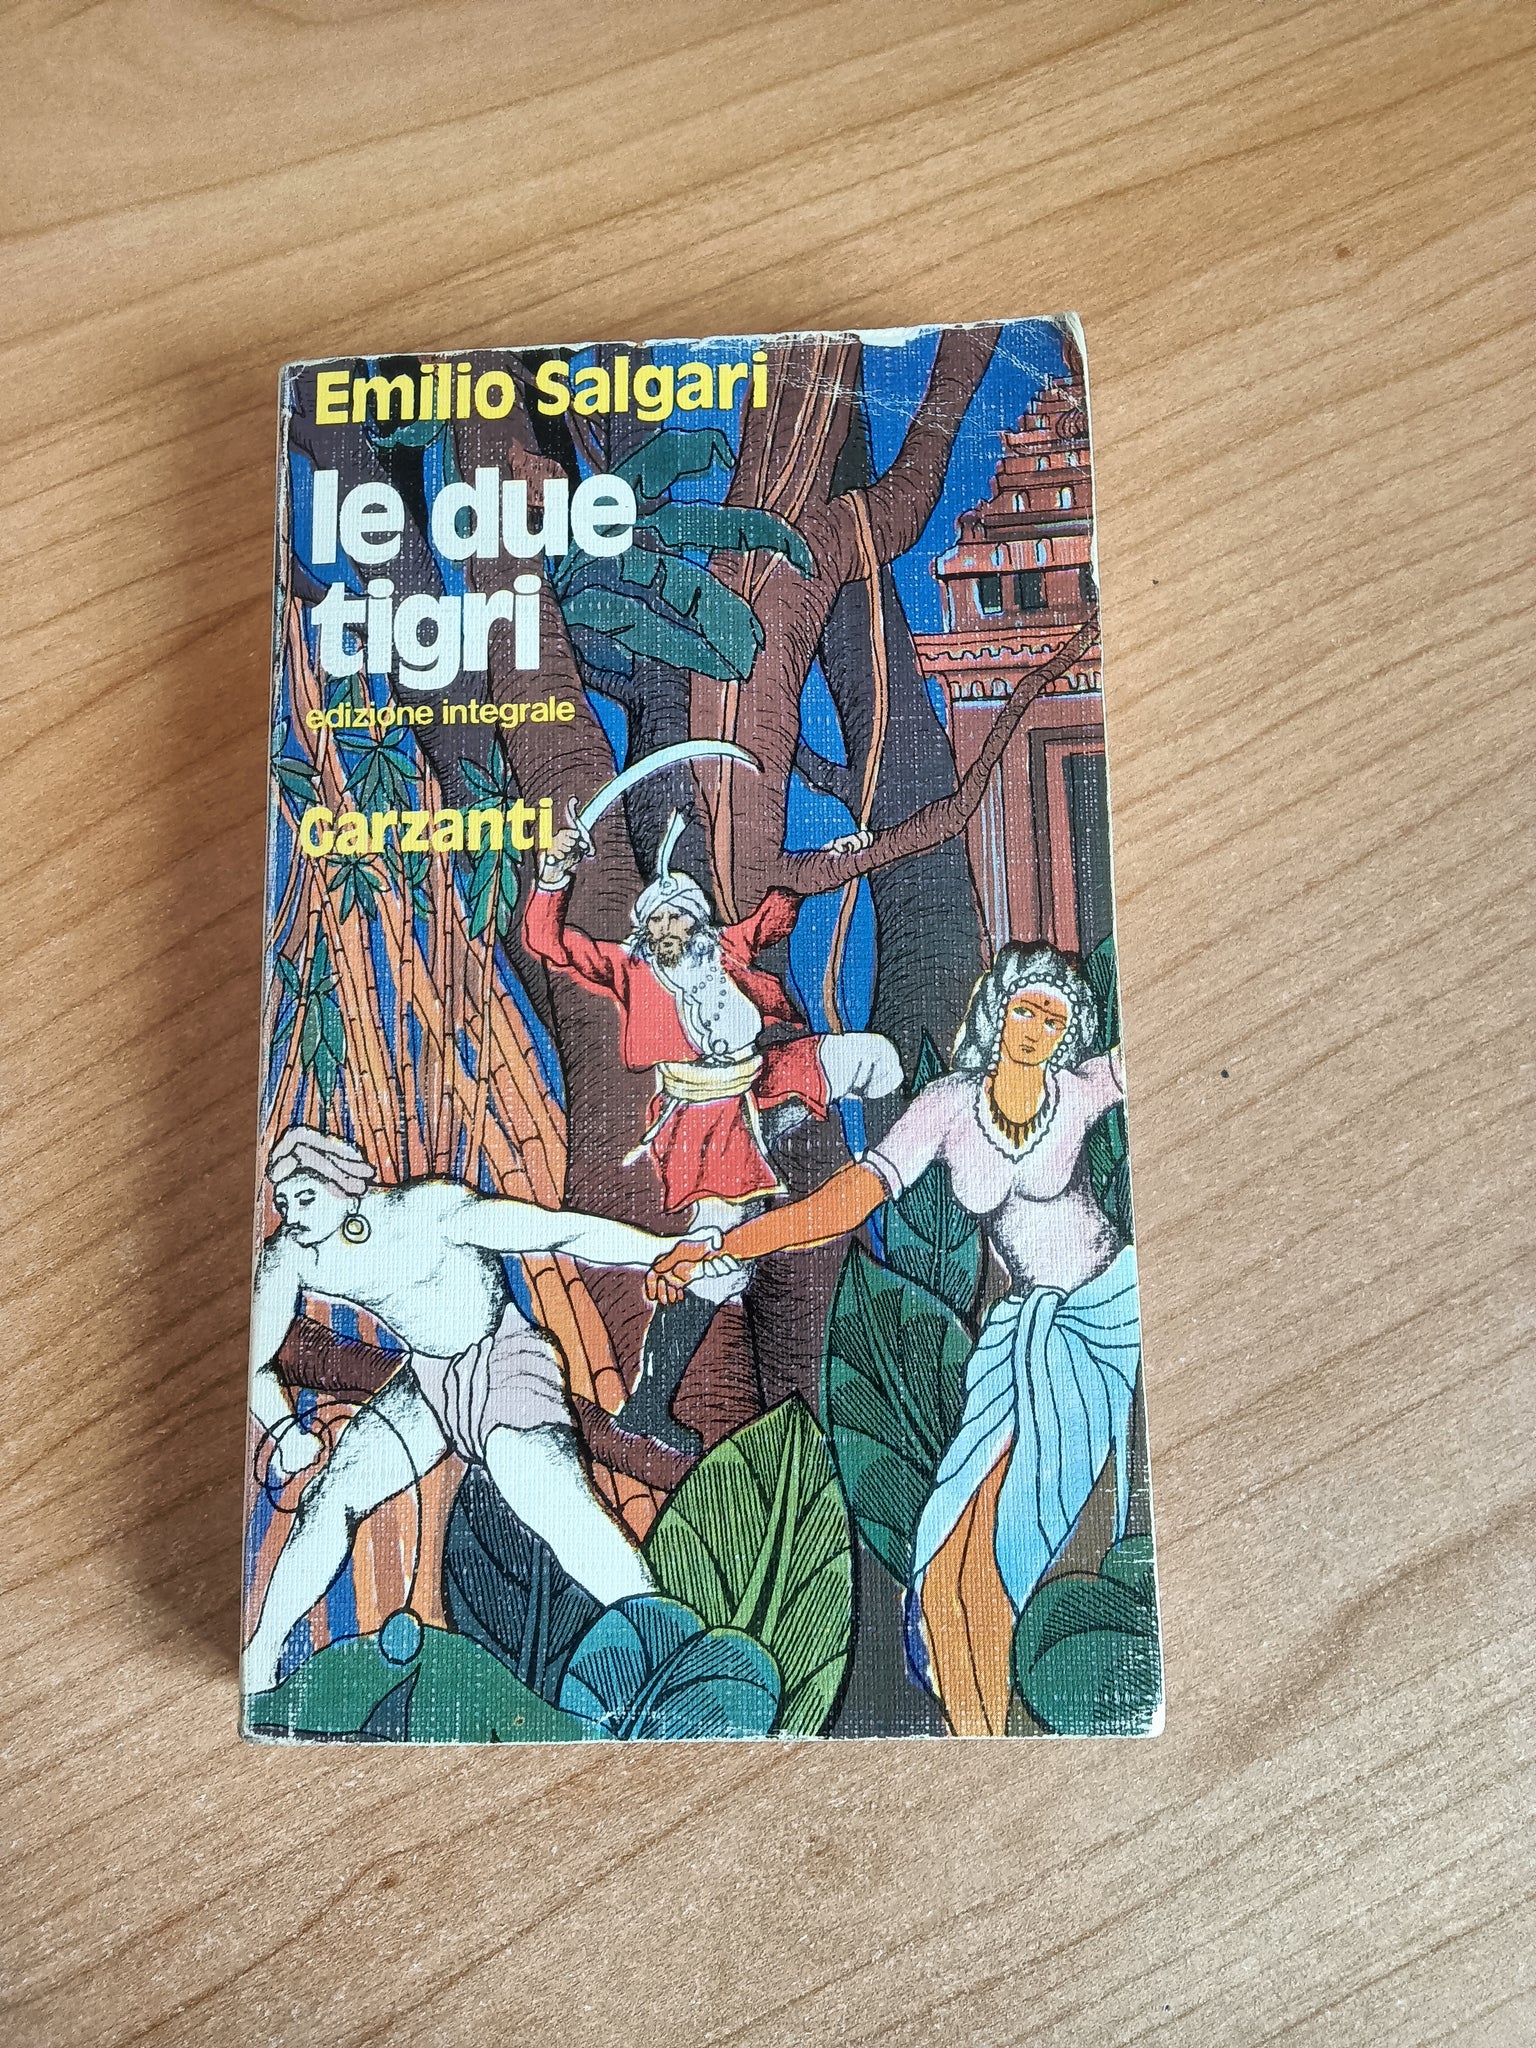 Emilio Salgari
le due
tigri
edizione integrale
Garzanti